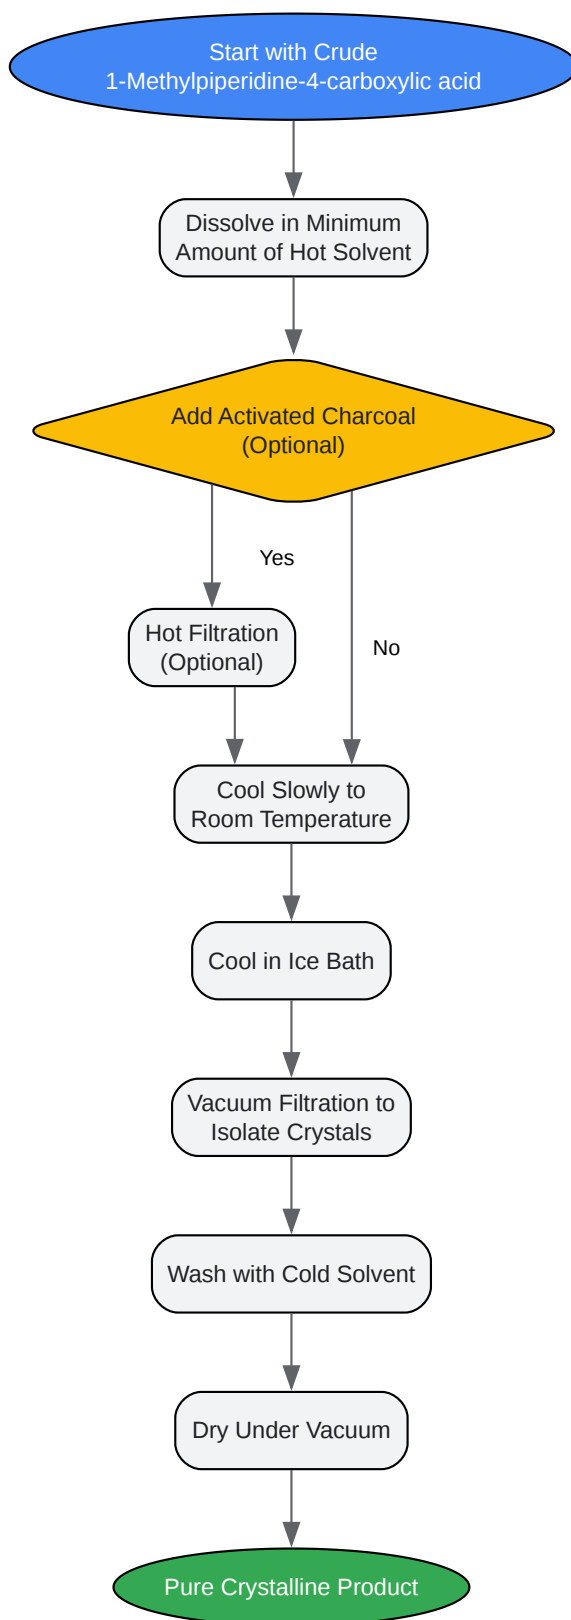 Start with Crude
1-Methylpiperidine-4-carboxylic acid
Dissolve in Minimum
Amount of Hot Solvent
Add Activated Charcoal
(Optional)
Yes
Hot Filtration
(Optional)
No
Cool Slowly to
Room Temperature
Cool in Ice Bath
Vacuum Filtration to
Isolate Crystals
Wash with Cold Solvent
Dry Under Vacuum
Pure Crystalline Product